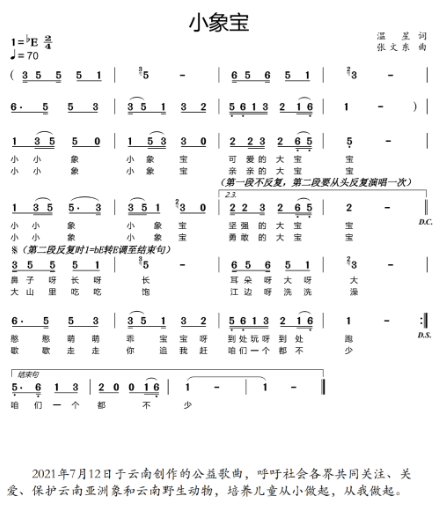 小象宝
1=♭E 2/4
♩=70
温 星 词
张文东 曲
( 3 5 5 5 1 | 3 5 - | 6 5 6 5 1 | 2 3 - |
6· 5 5 3 | 3 5 1 3 2 | 5 6 1 3 2 1 6 | 1 - ) |
1 3 5 5 0 | 1 5 3 3 0 | 2 2 3 2 6 5 | 5 - |
小 小 象 小 象 宝 可 爱 的 大 宝 宝
小 小 象 小 象 宝 亲 亲 的 大 宝 宝
(第一段不反复，第二段要从头反复演唱一次)
2.3.
1 3 5 5· 3 | 1 3 5 1 2 3 0 | 2 2 3 2 6 5 | 2 - |
小 小 象 小 象 宝 坚 强 的 大 宝 宝 D.C.
小 小 象 小 象 宝 勇 敢 的 大 宝 宝
(第二段反复时1=bE转E调至结束句)
3 5 5 5 1 | 3 5 - | 6 5 6 5 1 | 2 3 - |
鼻 子 呀 长 呀 长 耳 朵 呀 大 呀 大
大 山 里 吃 吃 饱 江 边 呀 洗 洗 澡
6· 5 5 3 | 3 5 1 3 2 | 5 6 1 3 2 1 6 | 1 - :|
憨 憨 萌 萌 乖 宝 宝 呀 到 处 玩 呀 到 处 跑 D.S.
歇 歇 走 走 你 追 我 赶 咱 们 一 个 都 不 少
结束句
5· 6 1 3 | 2 0 0 1 6 | 1 - | 1 - |
咱 们 一 个 都 不 少
2021年7月12日于云南创作的公益歌曲，呼吁社会各界共同关注、关
爱、保护云南亚洲象和云南野生动物，培养儿童从小做起，从我做起。